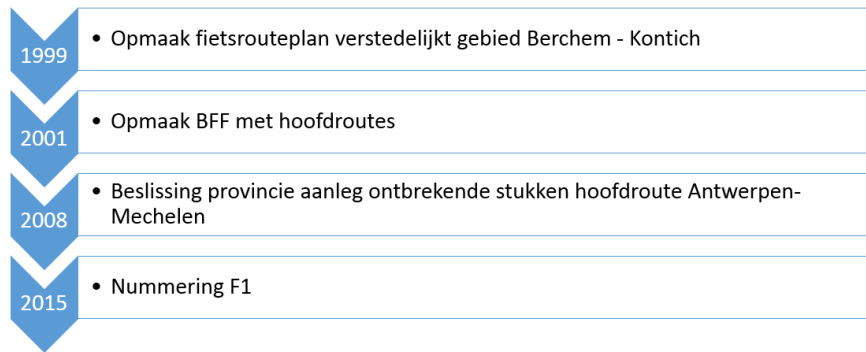 1999
• Opmaak fietsrouteplan verstedelijkt gebied Berchem - Kontich
2001
• Opmaak BFF met hoofdroutes
2008
• Beslissing provincie aanleg ontbrekende stukken hoofdroute Antwerpen-
Mechelen
2015
• Nummering F1